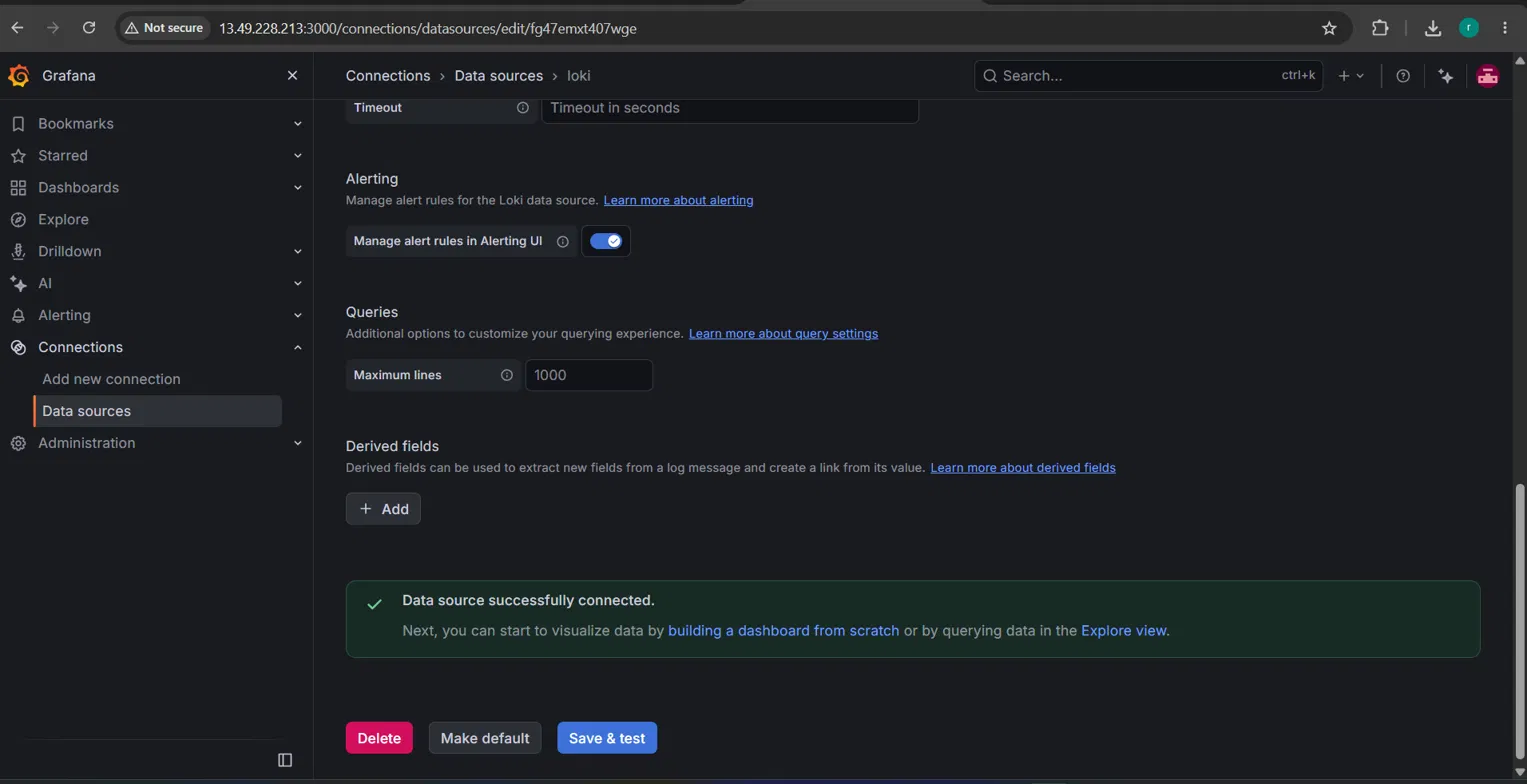 Not secure 13.49.228.213:3000/connections/datasources/edit/fg47emxt407wge
r
Grafana
Connections › Data sources › loki
Search... ctrl+k
Bookmarks
Starred
Dashboards
Explore
Drilldown
AI
Alerting
Connections
Add new connection
Data sources
Administration
Timeout Timeout in seconds
Alerting
Manage alert rules for the Loki data source. Learn more about alerting
Manage alert rules in Alerting UI
Queries
Additional options to customize your querying experience. Learn more about query settings
Maximum lines 1000
Derived fields
Derived fields can be used to extract new fields from a log message and create a link from its value. Learn more about derived fields
+ Add
Data source successfully connected.
Next, you can start to visualize data by building a dashboard from scratch or by querying data in the Explore view.
Delete Make default Save & test